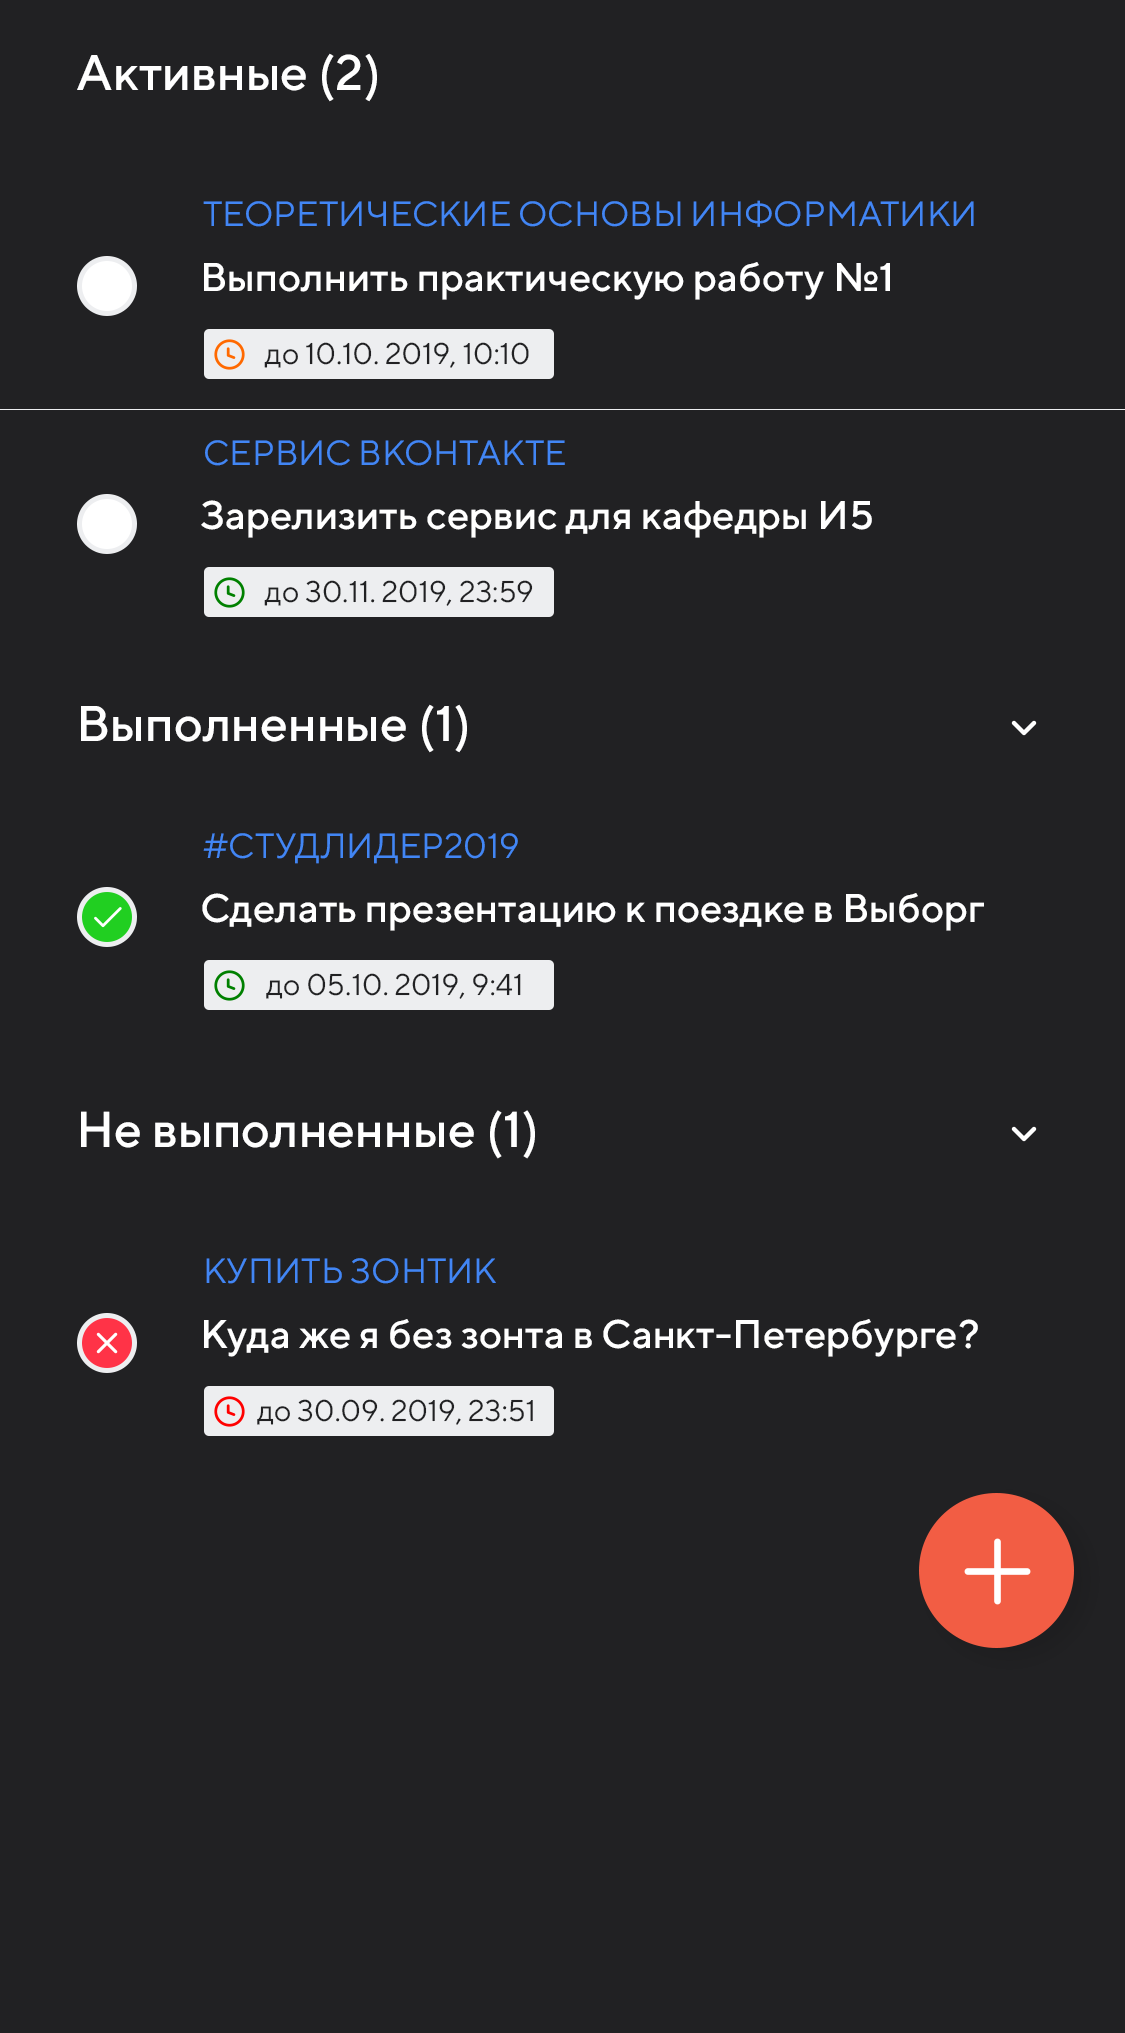 Активные (2)
ТЕОРЕТИЧЕСКИЕ ОСНОВЫ ИНФОРМАТИКИ
Выполнить практическую работу №1
до 10.10. 2019, 10:10
СЕРВИС ВКОНТАКТЕ
Зарелизить сервис для кафедры И5
до 30.11. 2019, 23:59
Выполненные (1)
#СТУДЛИДЕР2019
Сделать презентацию к поездке в Выборг
до 05.10. 2019, 9:41
Не выполненные (1)
КУПИТЬ ЗОНТИК
Куда же я без зонта в Санкт-Петербурге?
до 30.09. 2019, 23:51